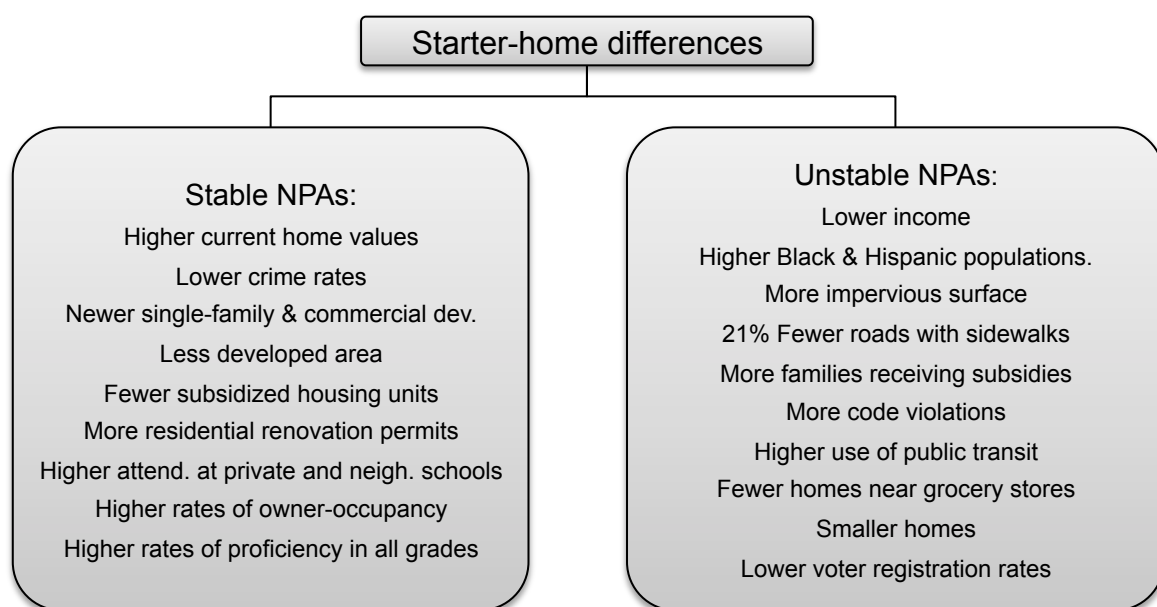 Starter-home differences
Stable NPAs:
Higher current home values
Lower crime rates
Newer single-family & commercial dev.
Less developed area
Fewer subsidized housing units
More residential renovation permits
Higher attend. at private and neigh. schools
Higher rates of owner-occupancy
Higher rates of proficiency in all grades
Unstable NPAs:
Lower income
Higher Black & Hispanic populations.
More impervious surface
21% Fewer roads with sidewalks
More families receiving subsidies
More code violations
Higher use of public transit
Fewer homes near grocery stores
Smaller homes
Lower voter registration rates